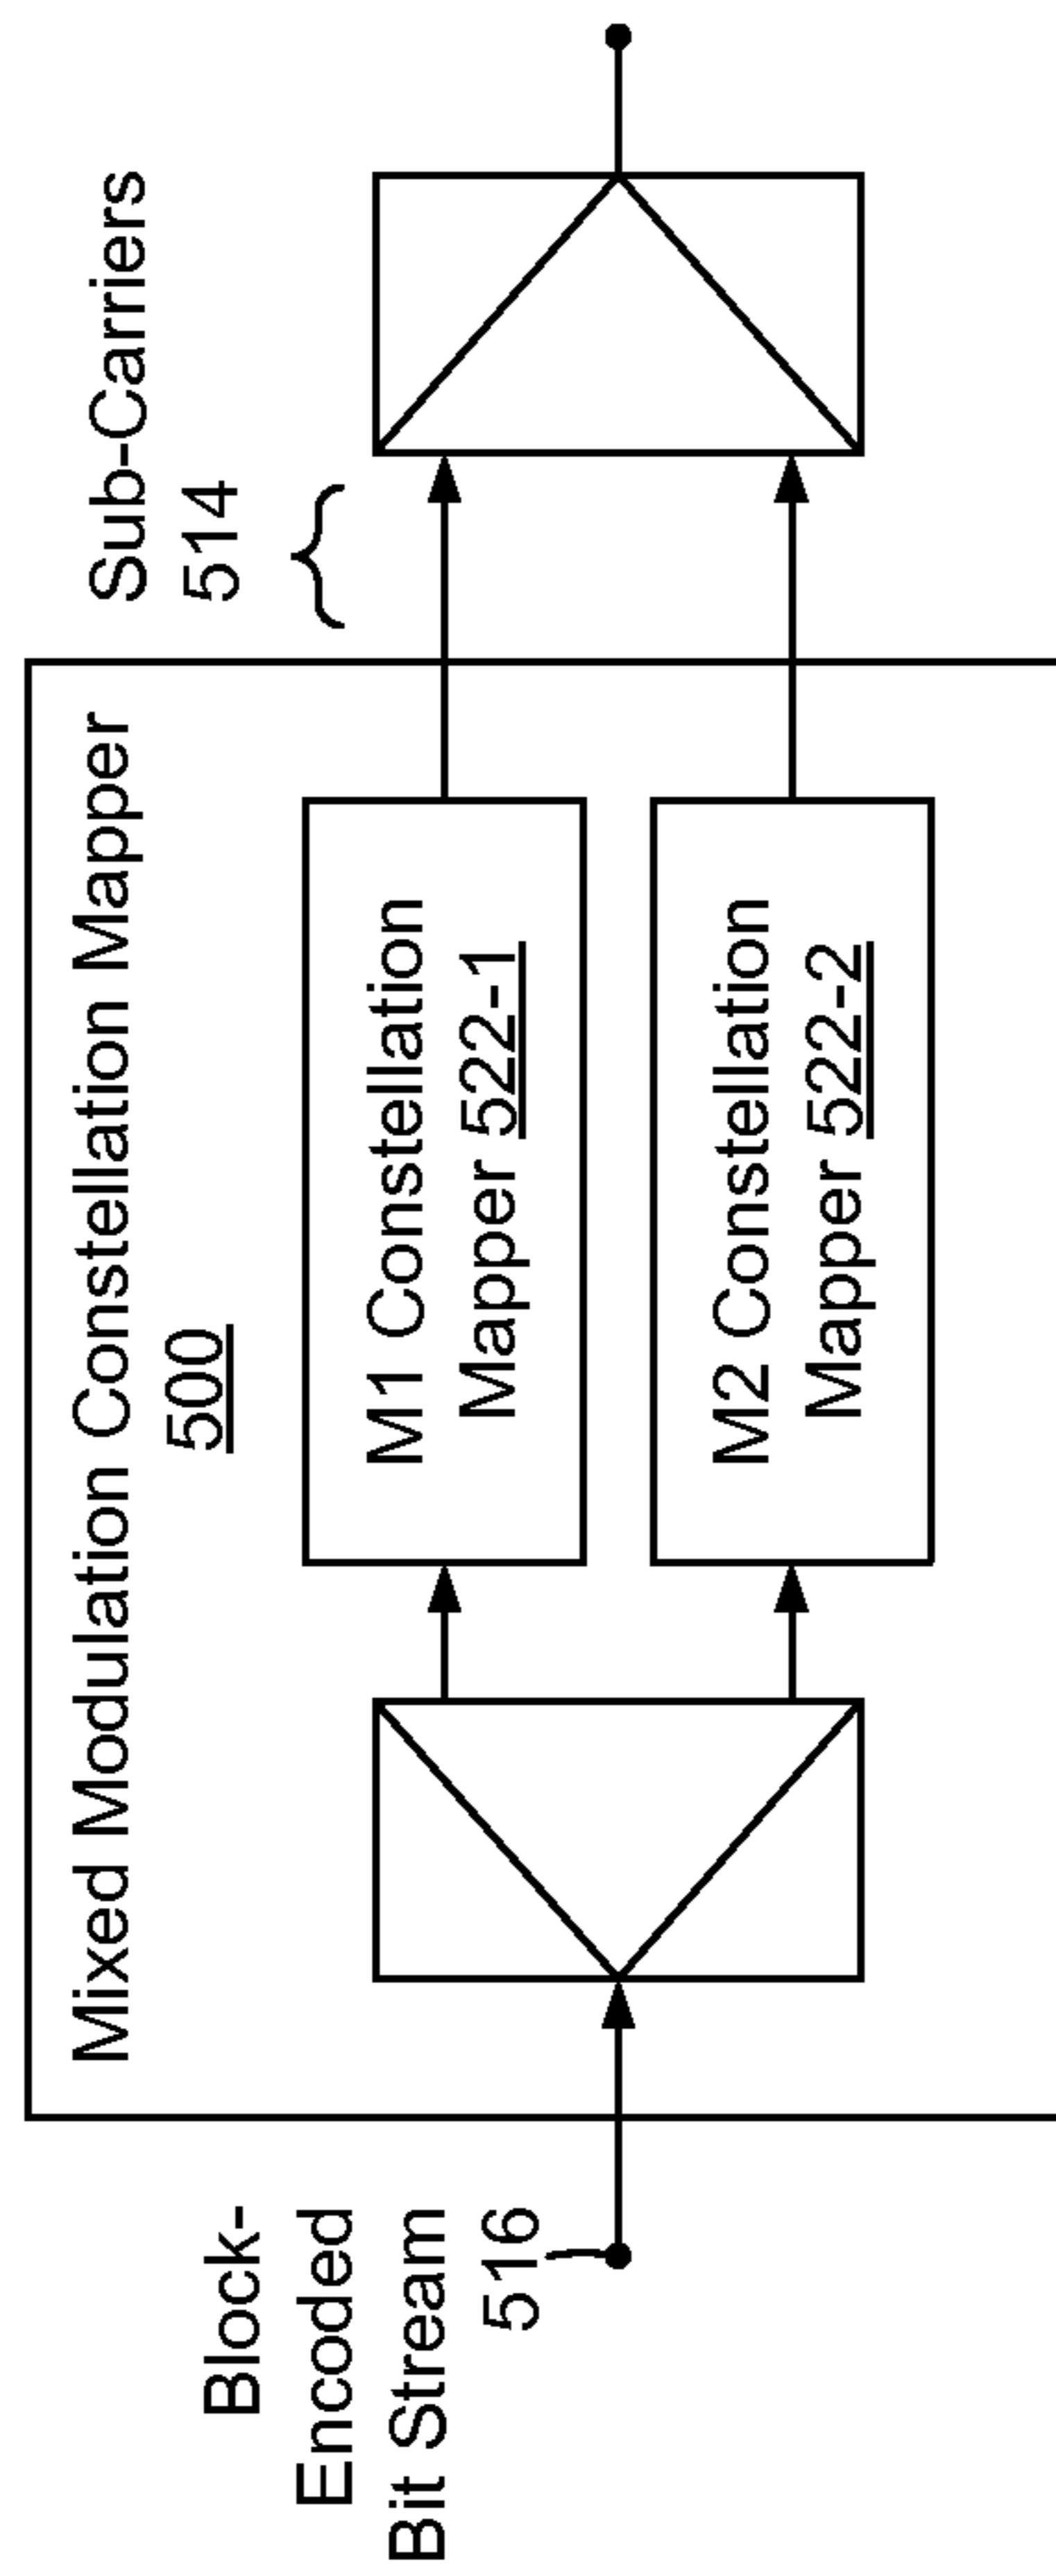 Block-
Encoded
Bit Stream
516
Mixed Modulation Constellation Mapper
500
M1 Constellation
Mapper 522-1
M2 Constellation
Mapper 522-2
Sub-Carriers
514